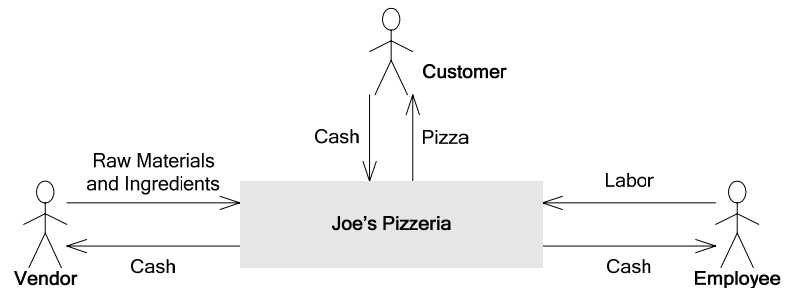 Customer
Cash
Pizza
Raw Materials
and Ingredients
Labor
Joe's Pizzeria
Cash
Cash
Vendor
Employee